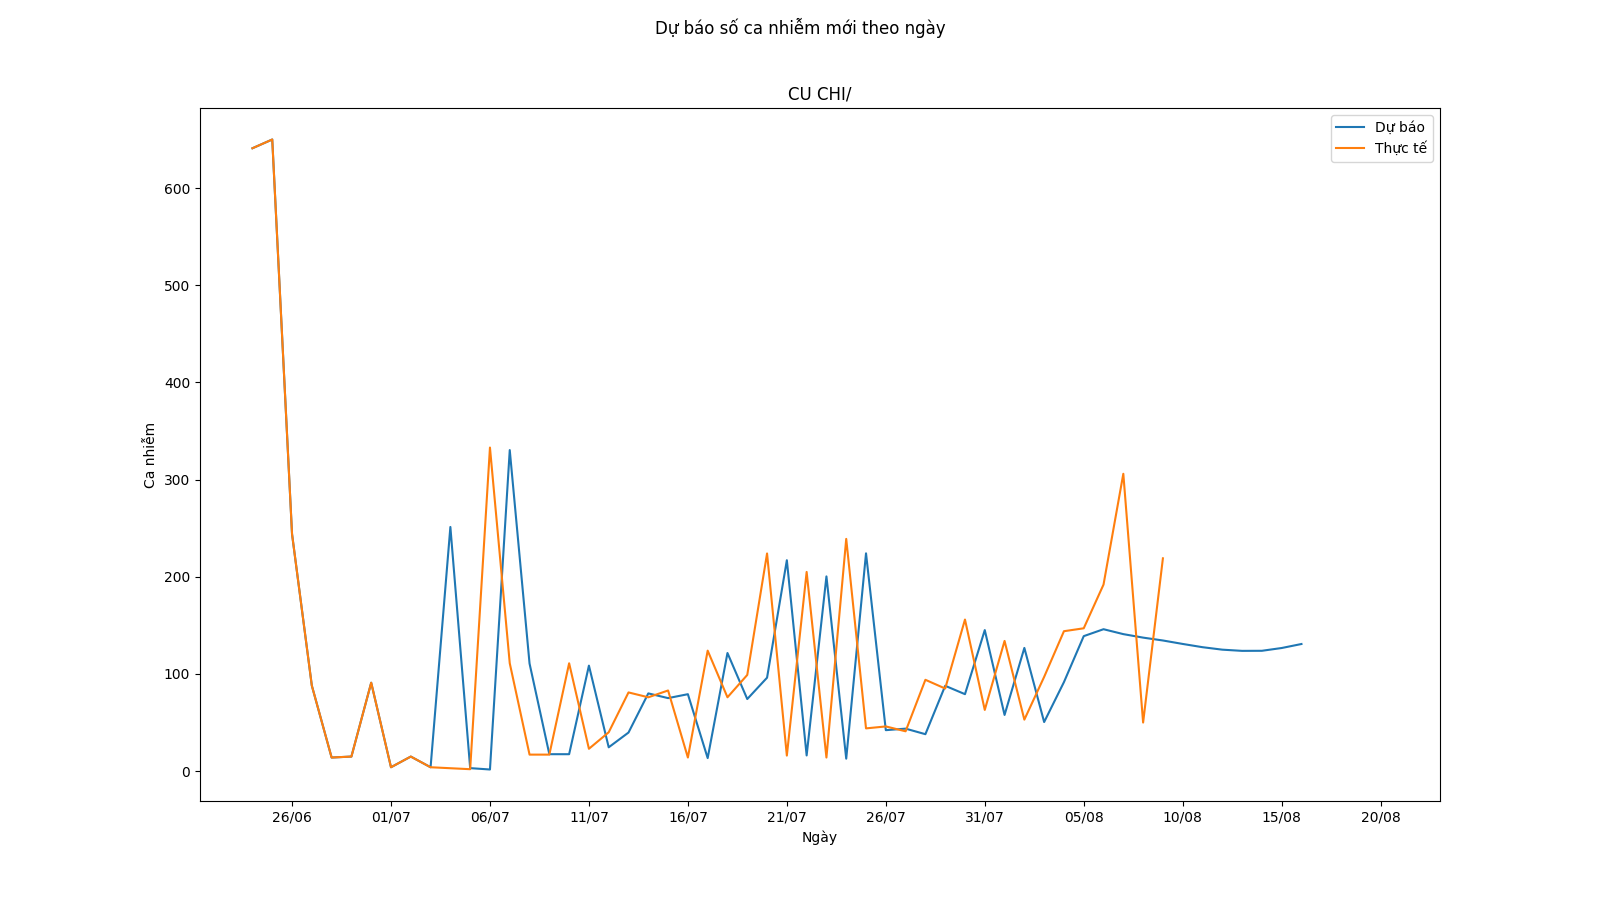 Dự báo số ca nhiễm mới theo ngày
CU CHI/
Dự báo
Thực tế
600
500
400
300
200
100
0
Ca nhiễm
26/06 01/07 06/07 11/07 16/07 21/07 26/07 31/07 05/08 10/08 15/08 20/08
Ngày